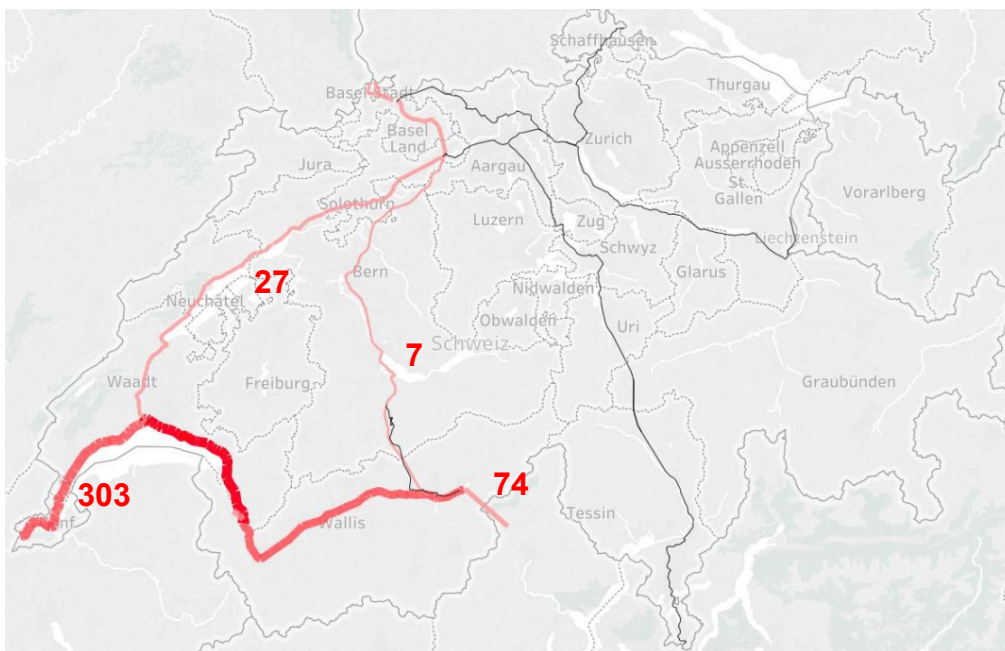 Schaffhausen
Thurgau
Basel Stadt
Basel
Land
Zurich
Appenzell
Ausserrhoden
St.
Gallen
Jura
Aargau
Vorarlberg
Solothurn
Luzern
Zug
Schwyz
Liechtenstein
27
Bern
Glarus
Neuchâtel
Nidwalden
Obwalden
Uri
7
Schweiz
Waadt
Freiburg
Graubünden
303
74
Wallis
Tessin